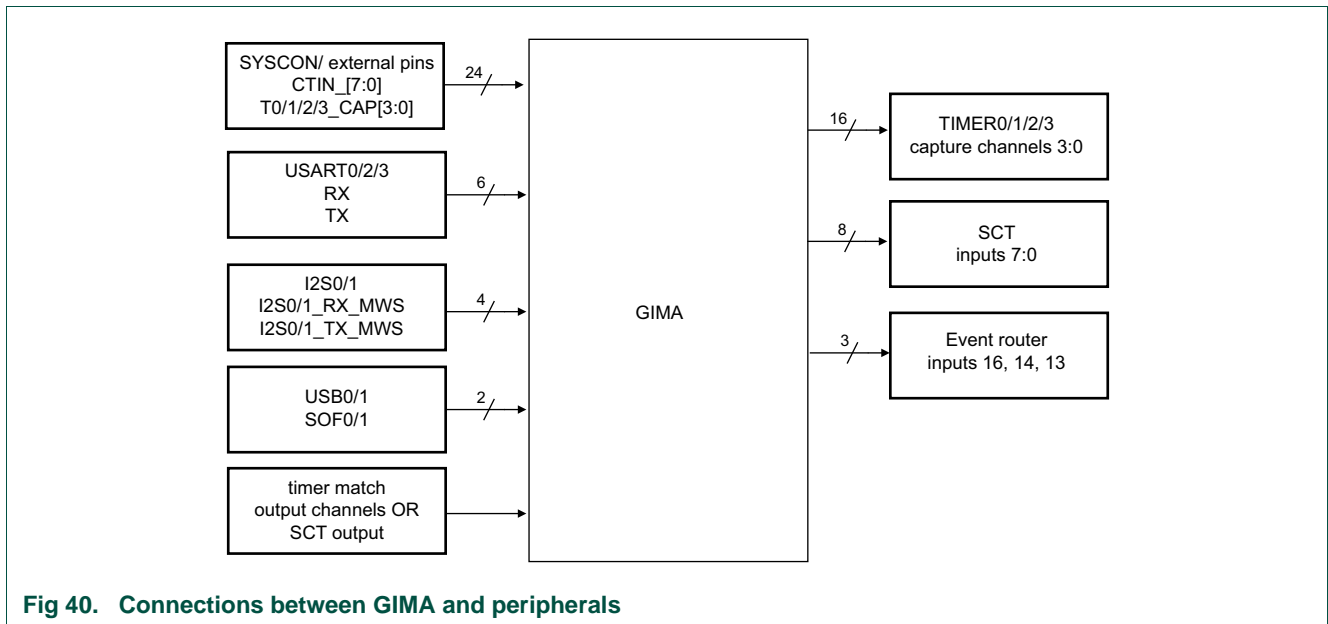 SYSCON/ external pins
CTIN_[7:0]
T0/1/2/3_CAP[3:0]
24
USART0/2/3
RX
TX
6
I2S0/1
I2S0/1_RX_MWS
I2S0/1_TX_MWS
4
USB0/1
SOF0/1
2
timer match
output channels OR
SCT output
GIMA
16
TIMER0/1/2/3
capture channels 3:0
8
SCT
inputs 7:0
3
Event router
inputs 16, 14, 13
Fig 40. Connections between GIMA and peripherals